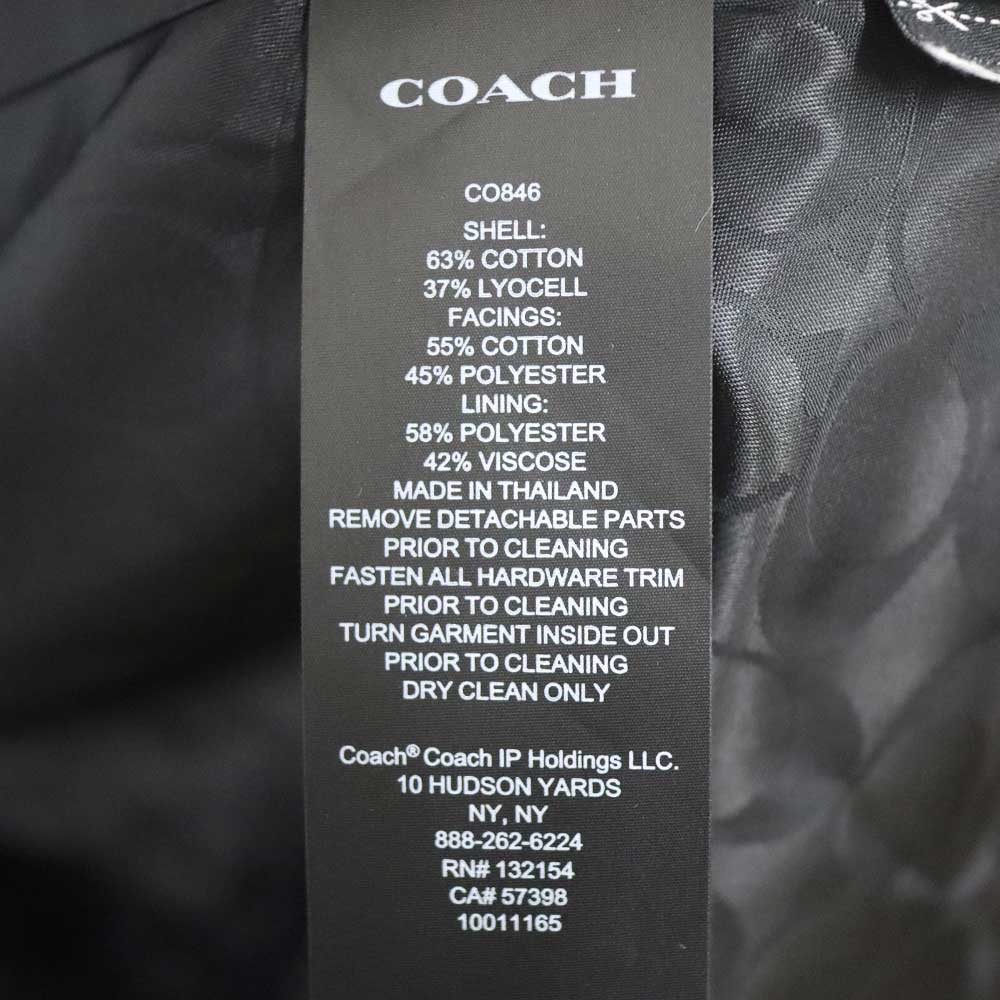 COACH
CO846
SHELL:
63% COTTON
37% LYOCELL
FACINGS:
55% COTTON
45% POLYESTER
LINING:
58% POLYESTER
42% VISCOSE
MADE IN THAILAND
REMOVE DETACHABLE PARTS
PRIOR TO CLEANING
FASTEN ALL HARDWARE TRIM
PRIOR TO CLEANING
TURN GARMENT INSIDE OUT
PRIOR TO CLEANING
DRY CLEAN ONLY
Coach® Coach IP Holdings LLC.
10 HUDSON YARDS
NY, NY
888-262-6224
RN# 132154
CA# 57398
10011165